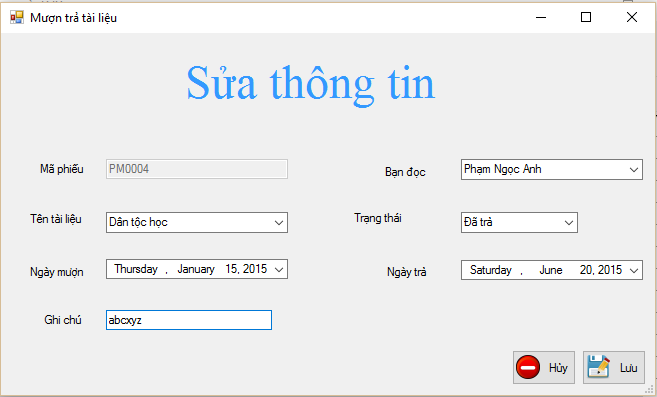 Mượn trả tài liệu
Sửa thông tin
Mã phiếu PM0004 Bạn đọc Phạm Ngọc Anh
Tên tài liệu Dân tộc học Trạng thái Đã trả
Ngày mượn Thursday , January 15, 2015 Ngày trả Saturday , June 20, 2015
Ghi chú abcxyz
Hủy Lưu